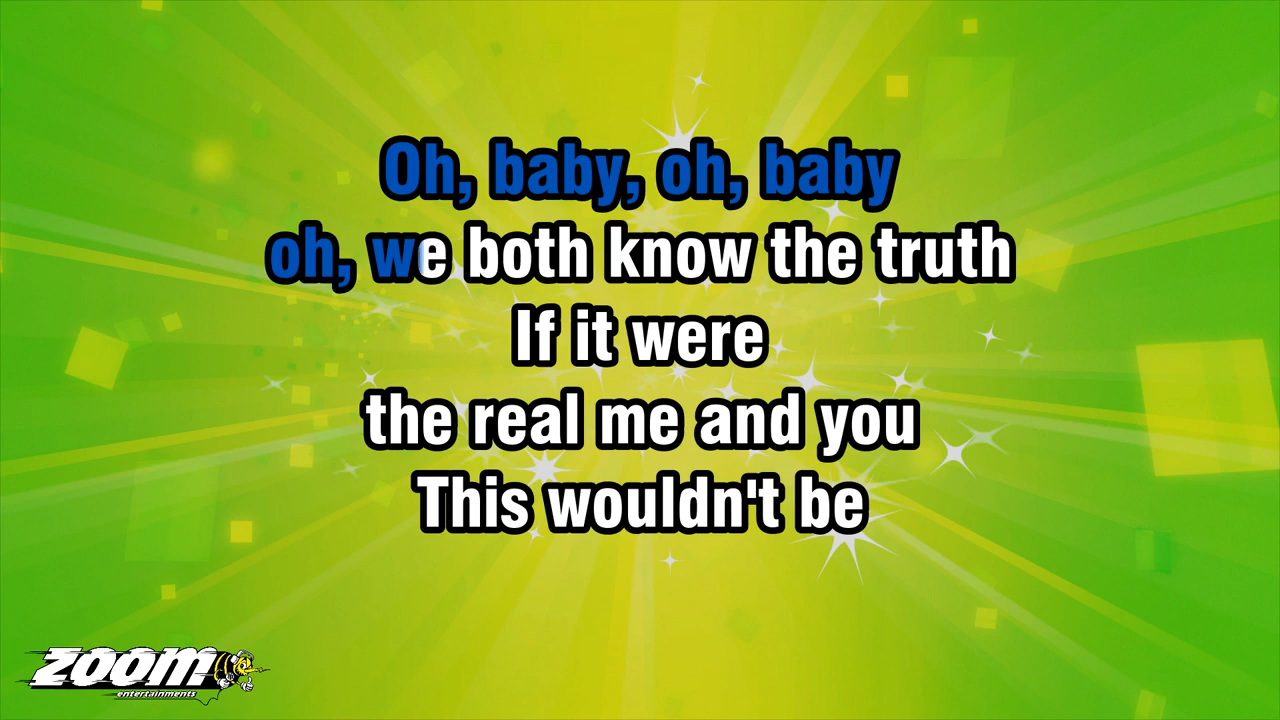 Oh, baby, oh, baby
oh, we both know the truth
If it were
the real me and you
This wouldn't be
zoom
entertainments